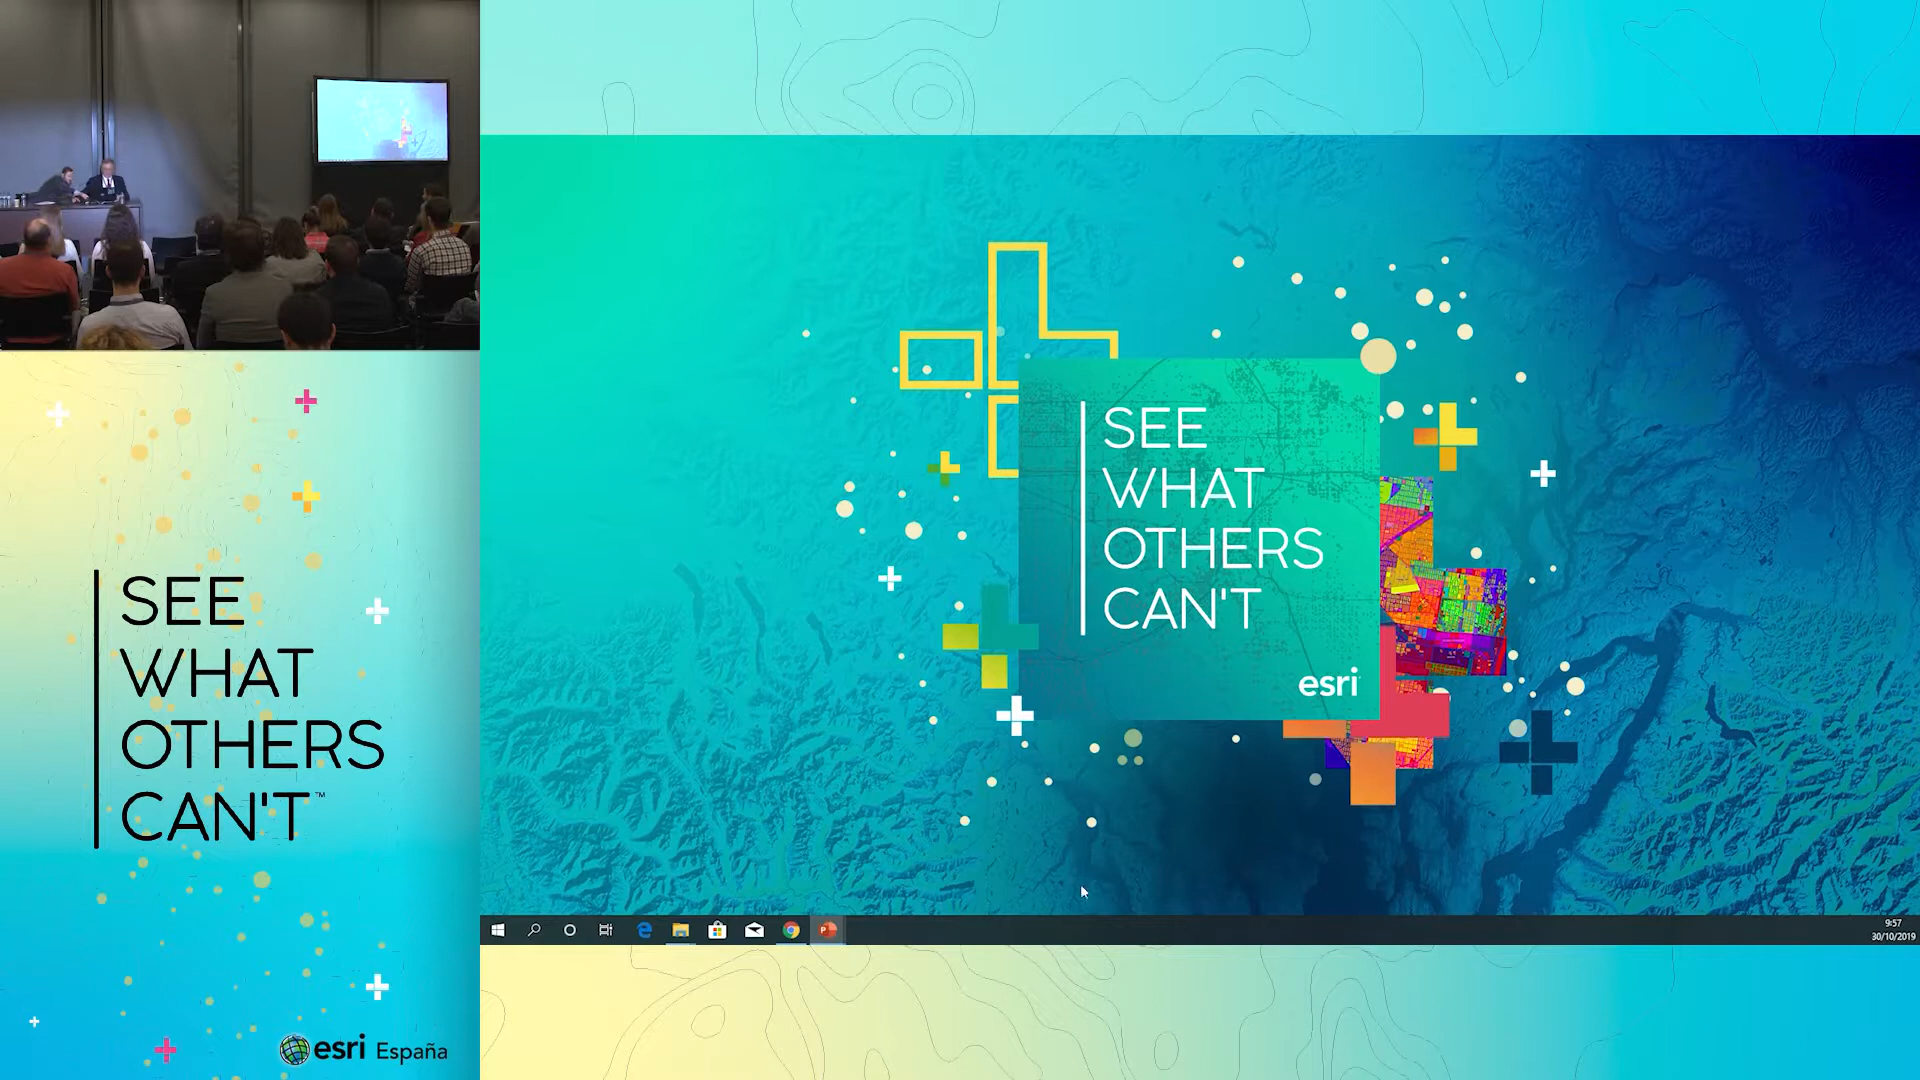 SEE
WHAT
OTHERS
CAN'T™
esri España
SEE
WHAT
OTHERS
CAN'T
esri
9:57
30/10/2019